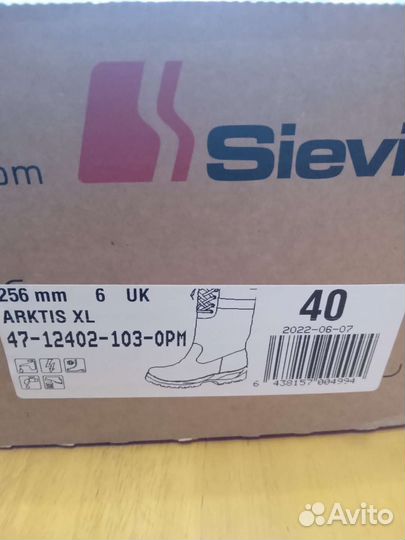 om
Sievi
256 mm 6 UK
ARKTIS XL
47-12402-103-0PM
40
2022-06-07
6 438157 004994
Avito